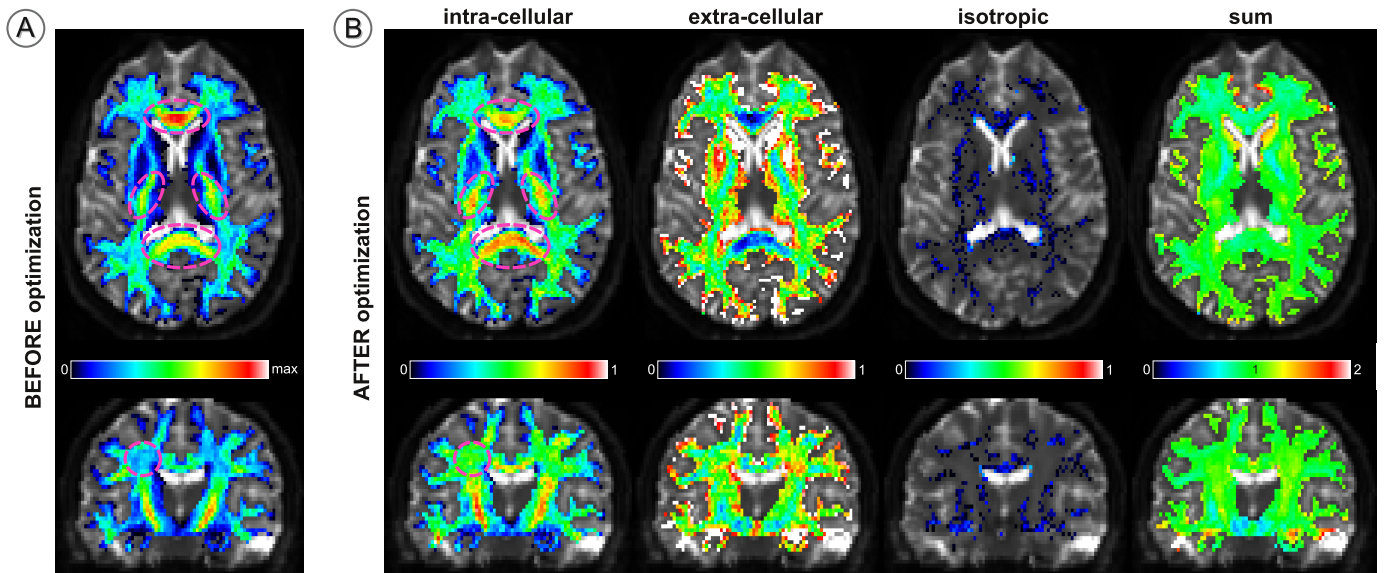 A
B
intra-cellular
extra-cellular
isotropic
sum
BEFORE optimization
AFTER optimization
0 max
0 1
0 1
0 1
0 1 2